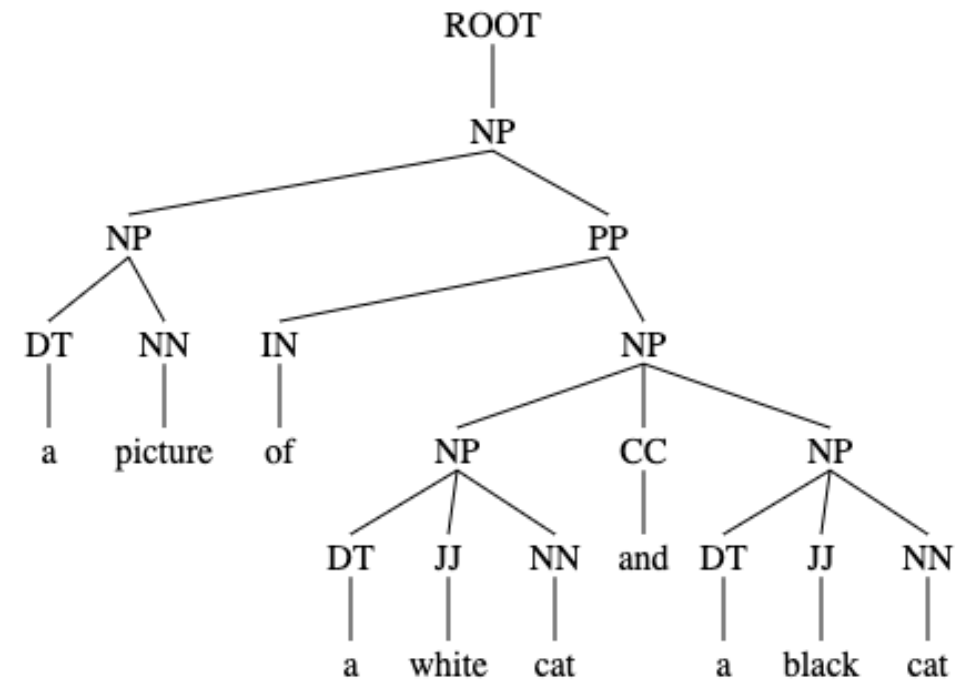 ROOT
NP
NP PP
DT NN IN NP
a picture of NP CC NP
DT JJ NN and DT JJ NN
a white cat a black cat